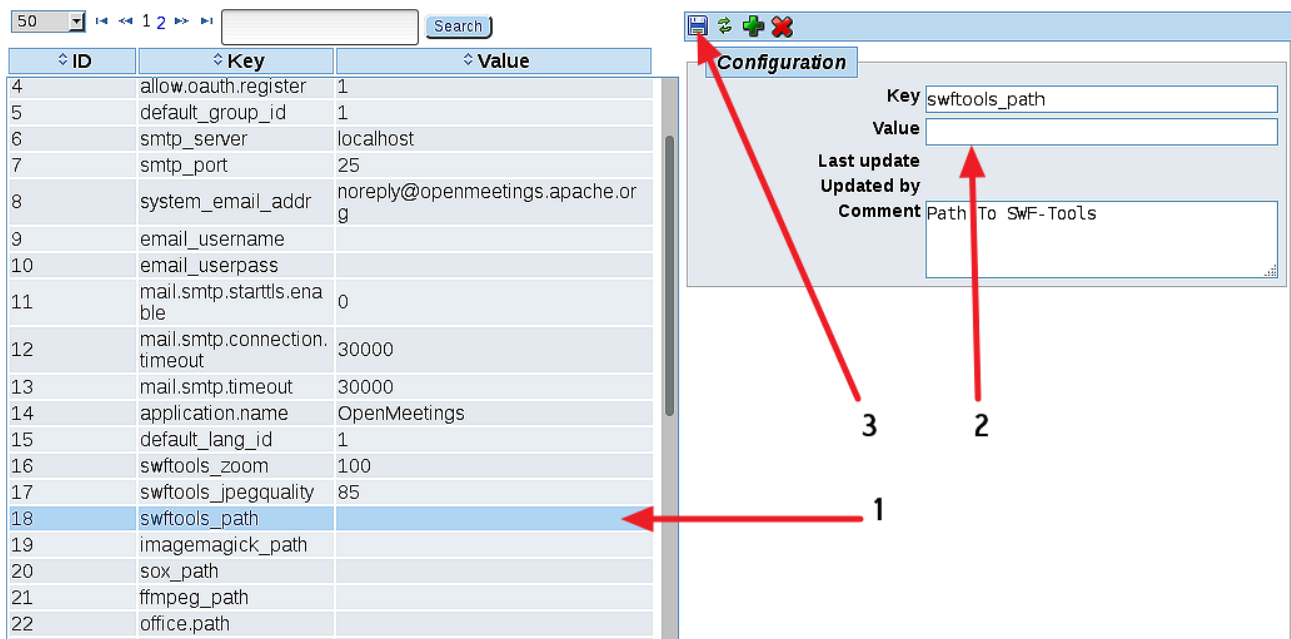 50 1 2 Search
ID Key Value
4 allow.oauth.register 1
5 default_group_id 1
6 smtp_server localhost
7 smtp_port 25
8 system_email_addr noreply@openmeetings.apache.or
g
9 email_username
10 email_userpass
11 mail.smtp.starttls.ena 0
ble
12 mail.smtp.connection. 30000
timeout
13 mail.smtp.timeout 30000
14 application.name OpenMeetings
15 default_lang_id 1
16 swftools_zoom 100
17 swftools_jpegquality 85
18 swftools_path
19 imagemagick_path
20 sox_path
21 ffmpeg_path
22 office.path
Configuration
Key swftools_path
Value
Last update
Updated by
Comment Path To SWF-Tools
3 2
1